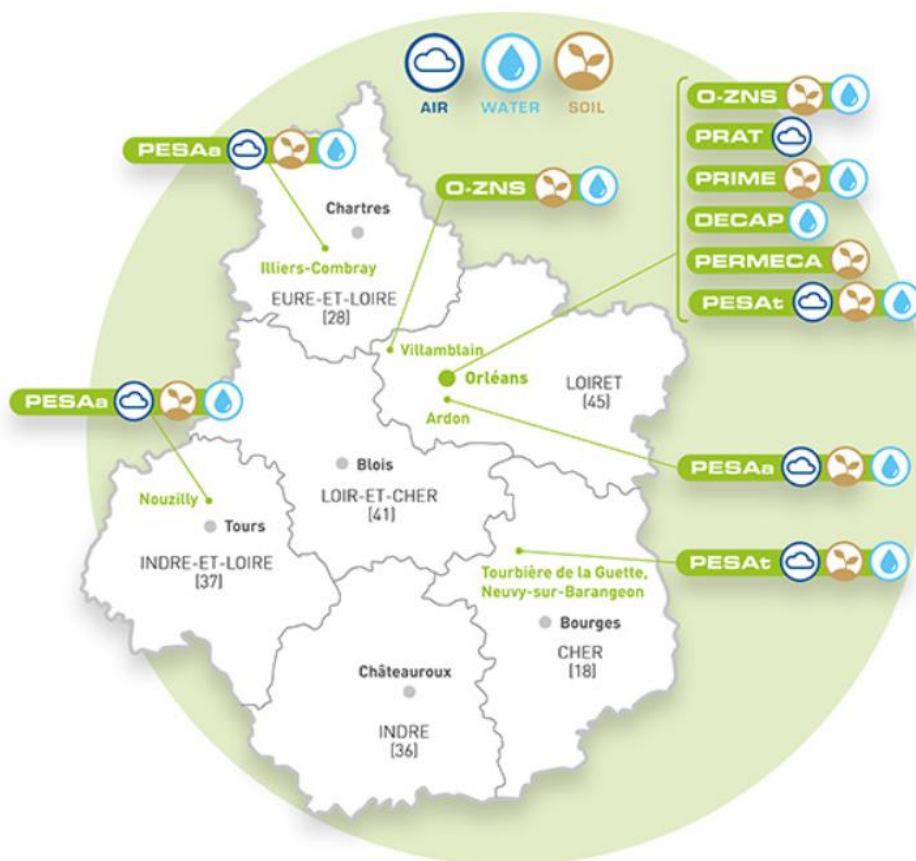 AIR
WATER
SOIL
O-ZNS
PRAT
PRIME
DECAP
PERMECA
PESAt
PESAa
O-ZNS
Chartres
Illiers-Combray
EURE-ET-LOIRE
[28]
Villamblain
Orléans
LOIRET
[45]
Ardon
PESAa
PESAa
Blois
LOIR-ET-CHER
[41]
Nouzilly
Tours
INDRE-ET-LOIRE
[37]
PESAt
Tourbière de la Guette,
Neuvy-sur-Barangeon
Bourges
CHER
[18]
Châteauroux
INDRE
[36]